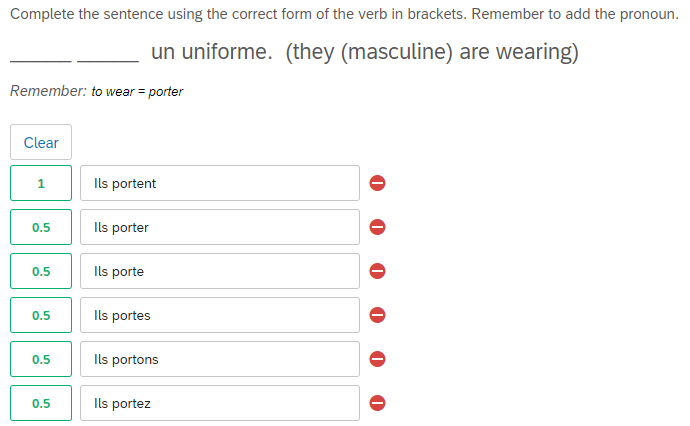 Complete the sentence using the correct form of the verb in brackets. Remember to add the pronoun.
______ ______ un uniforme. (they (masculine) are wearing)
Remember: to wear = porter
Clear
1 Ils portent
0.5 Ils porter
0.5 Ils porte
0.5 Ils portes
0.5 Ils portons
0.5 Ils portez